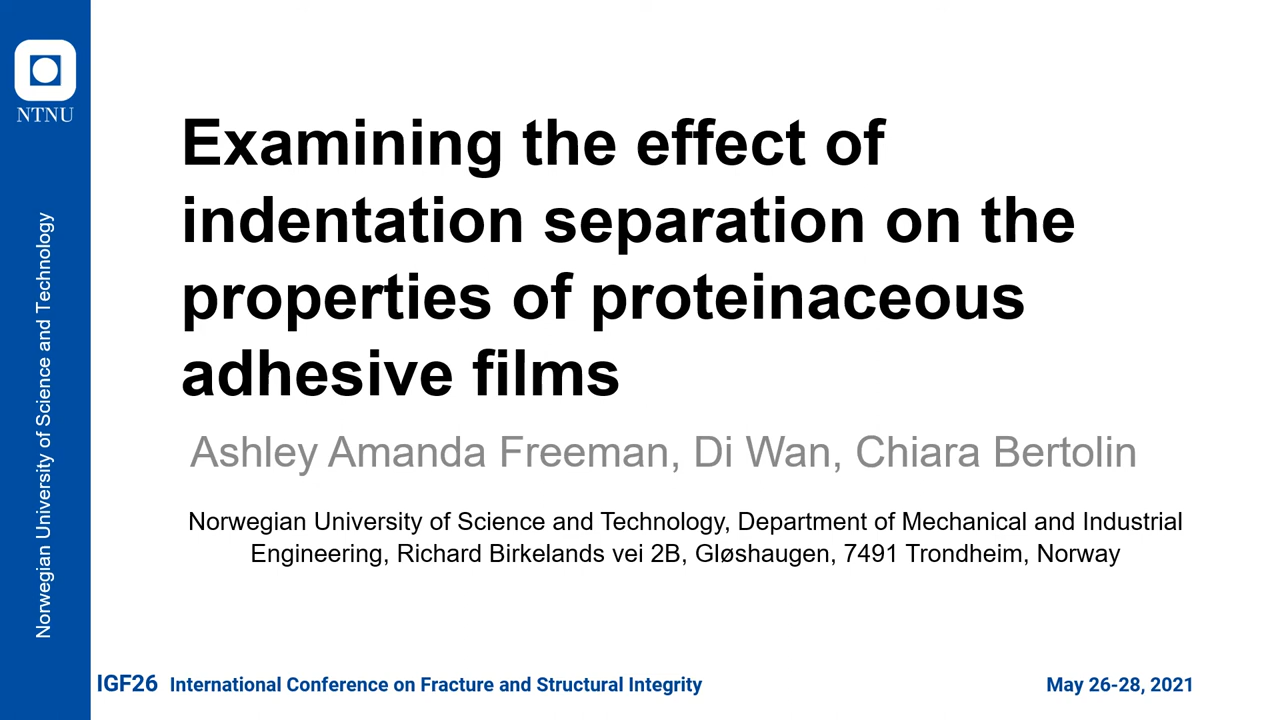 NTNU
Norwegian University of Science and Technology
Examining the effect of
indentation separation on the
properties of proteinaceous
adhesive films
Ashley Amanda Freeman, Di Wan, Chiara Bertolin
Norwegian University of Science and Technology, Department of Mechanical and Industrial
Engineering, Richard Birkelands vei 2B, Gløshaugen, 7491 Trondheim, Norway
IGF26 International Conference on Fracture and Structural Integrity
May 26-28, 2021